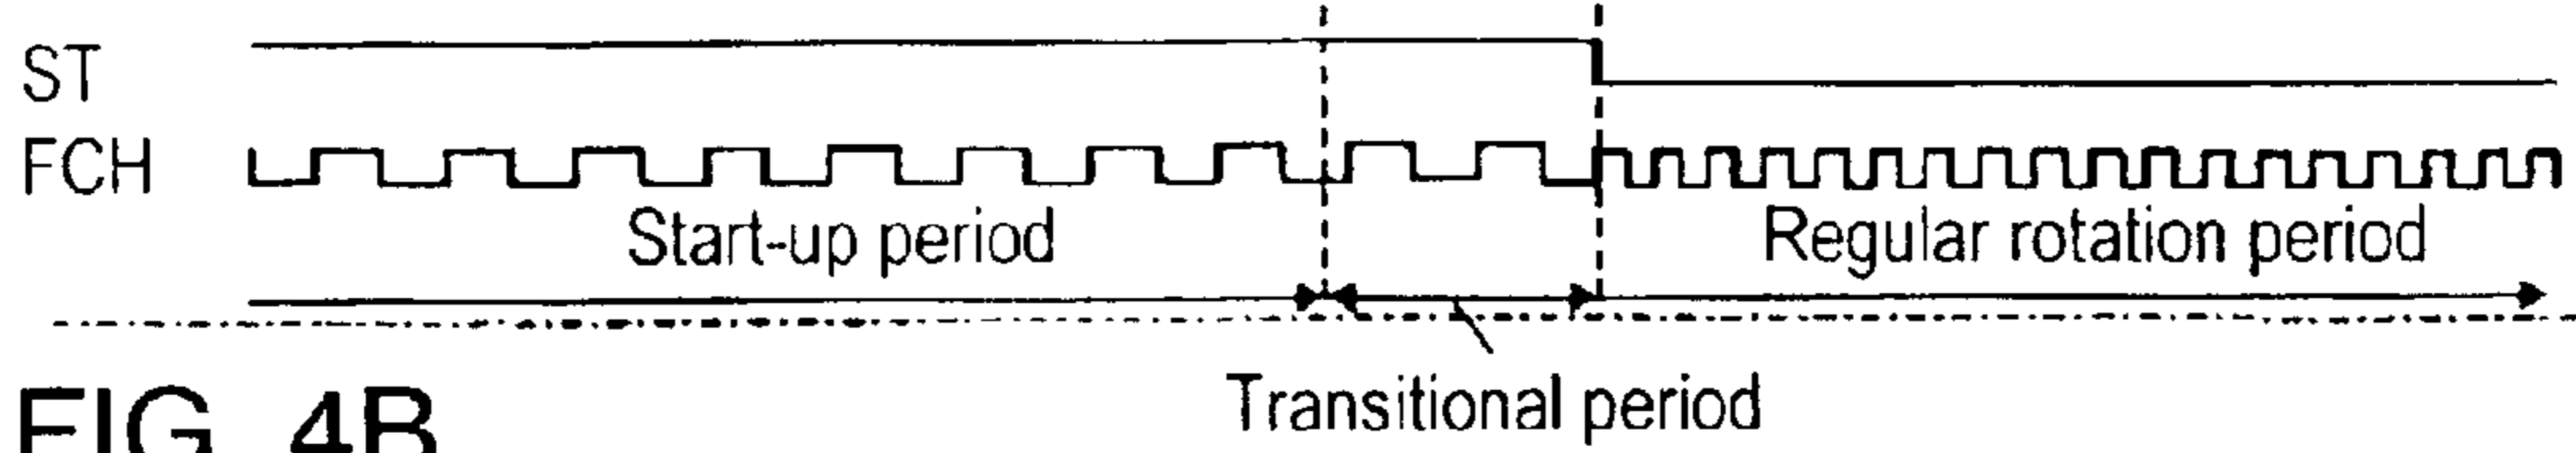 ST
FCH
Start-up period
Regular rotation period
Transitional period
FIG. 4B